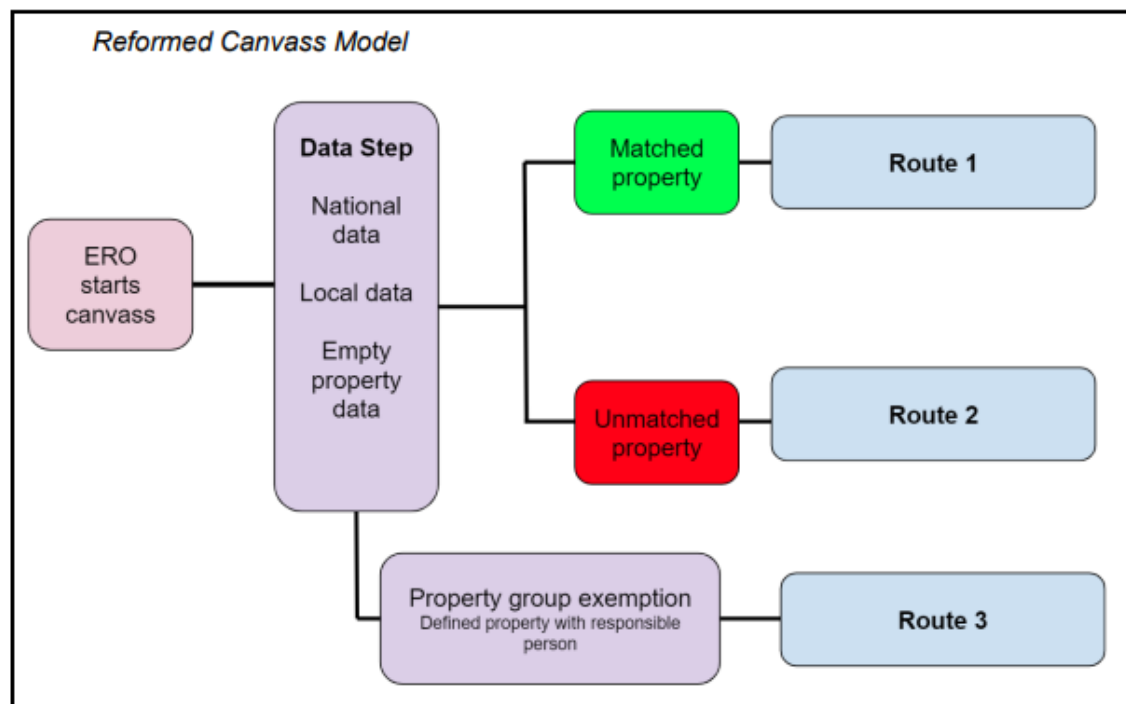 Reformed Canvass Model
ERO
starts
canvass
Data Step
National
data
Local data
Empty
property
data
Matched
property
Route 1
Unmatched
property
Route 2
Property group exemption
Defined property with responsible
person
Route 3